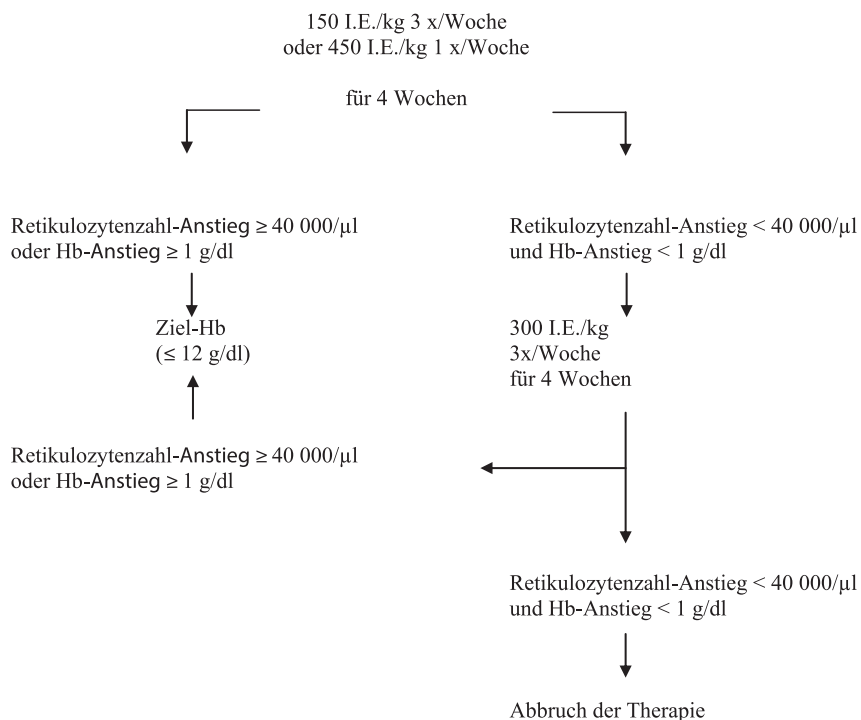 150 I.E./kg 3 x/Woche
oder 450 I.E./kg 1 x/Woche
für 4 Wochen
Retikulozytenzahl-Anstieg ≥ 40 000/µl
oder Hb-Anstieg ≥ 1 g/dl
Retikulozytenzahl-Anstieg < 40 000/µl
und Hb-Anstieg < 1 g/dl
Ziel-Hb
(≤ 12 g/dl)
300 I.E./kg
3x/Woche
für 4 Wochen
Retikulozytenzahl-Anstieg ≥ 40 000/µl
oder Hb-Anstieg ≥ 1 g/dl
Retikulozytenzahl-Anstieg < 40 000/µl
und Hb-Anstieg < 1 g/dl
Abbruch der Therapie